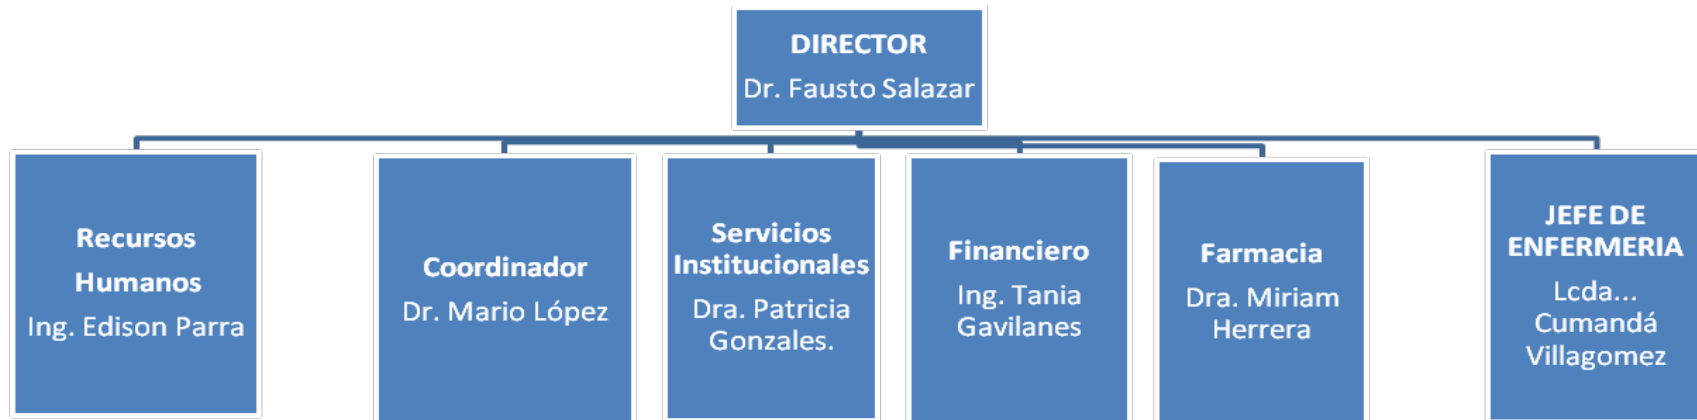 DIRECTOR
Dr. Fausto Salazar
Recursos
Humanos
Ing. Edison Parra
Coordinador
Dr. Mario López
Servicios
Institucionales
Dra. Patricia
Gonzales.
Financiero
Ing. Tania
Gavilanes
Farmacia
Dra. Miriam
Herrera
JEFE DE
ENFERMERIA
Lcda...
Cumandá
Villagomez